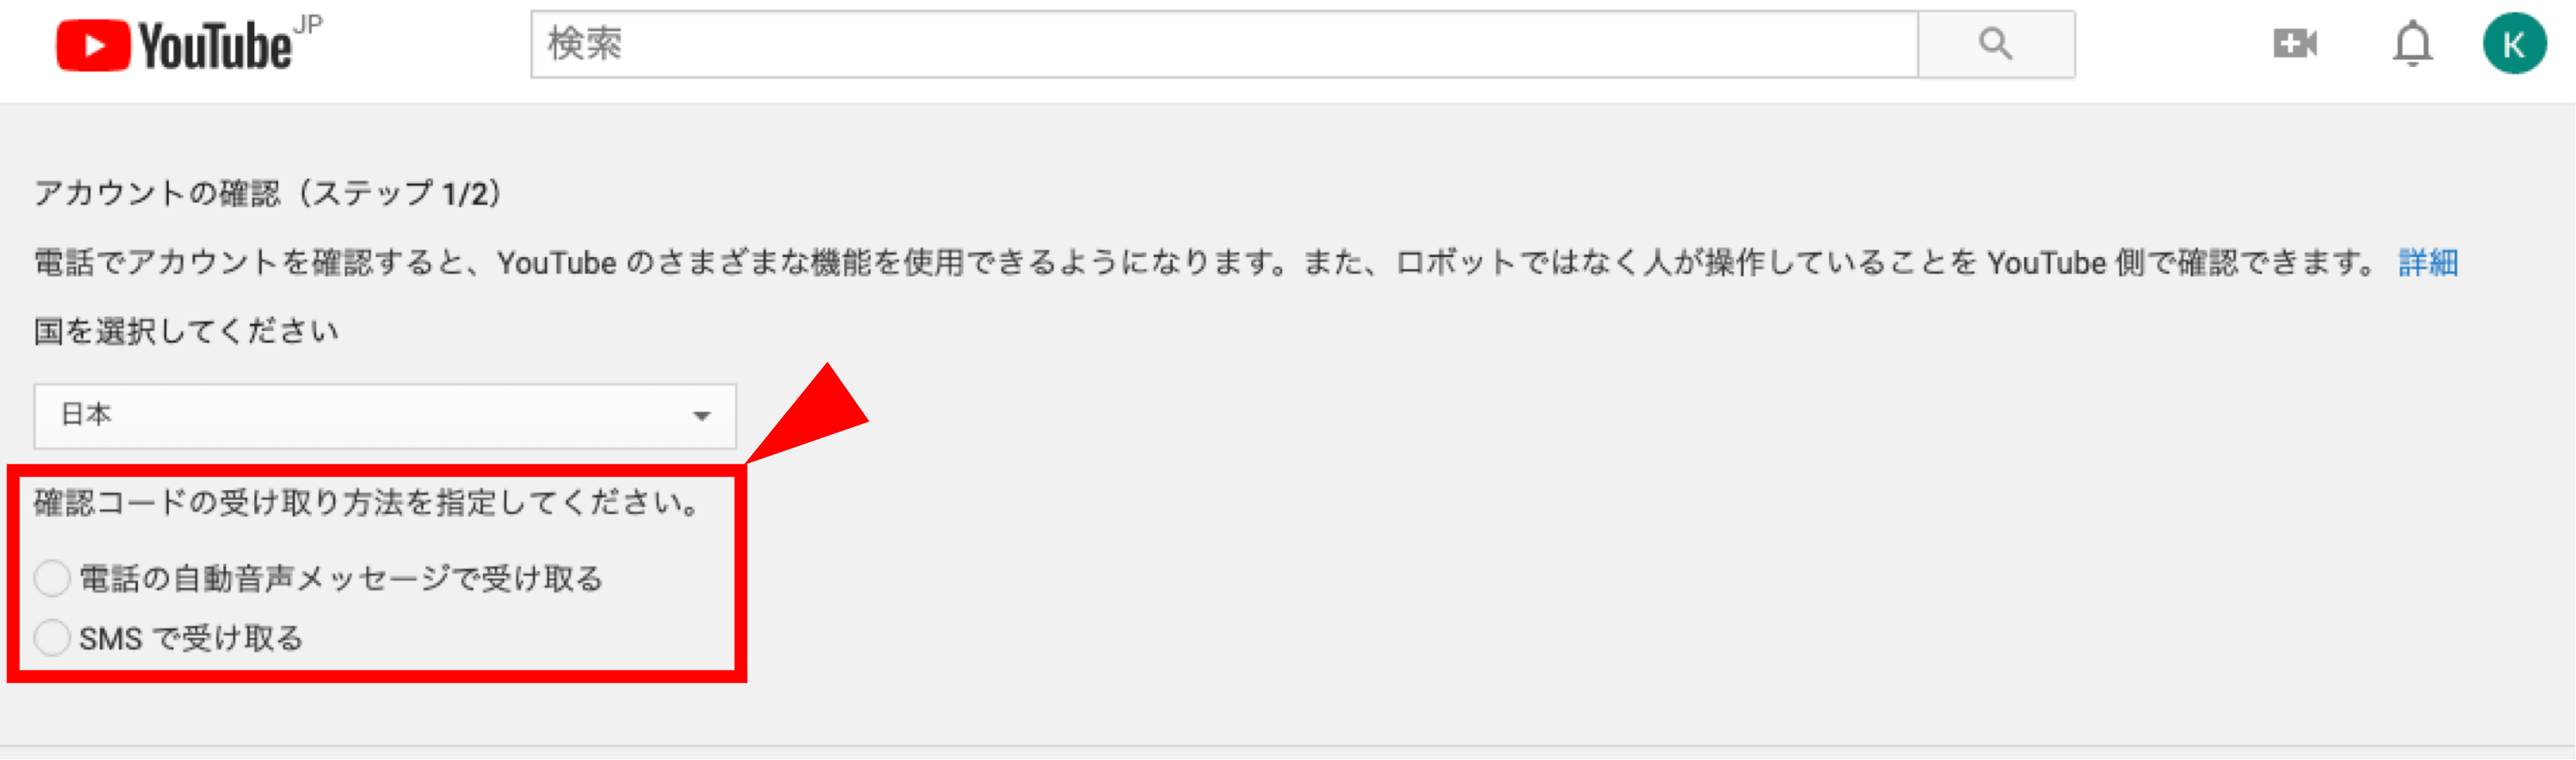 YouTube JP
検索
K
アカウントの確認（ステップ 1/2）
電話でアカウントを確認すると、YouTube のさまざまな機能を使用できるようになります。また、ロボットではなく人が操作していることを YouTube 側で確認できます。 詳細
国を選択してください
日本
確認コードの受け取り方法を指定してください。
電話の自動音声メッセージで受け取る
SMS で受け取る